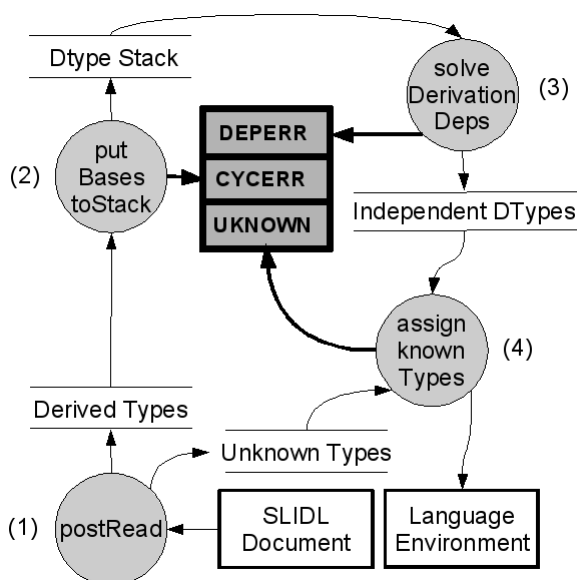 Dtype Stack
solve
Derivation
Deps
(3)
DEPERR
put
Bases
toStack
(2)
CYCERR
UKNOWN
Independent DTypes
assign
known
Types
(4)
Derived Types
Unknown Types
(1)
postRead
SLIDL
Document
Language
Environment